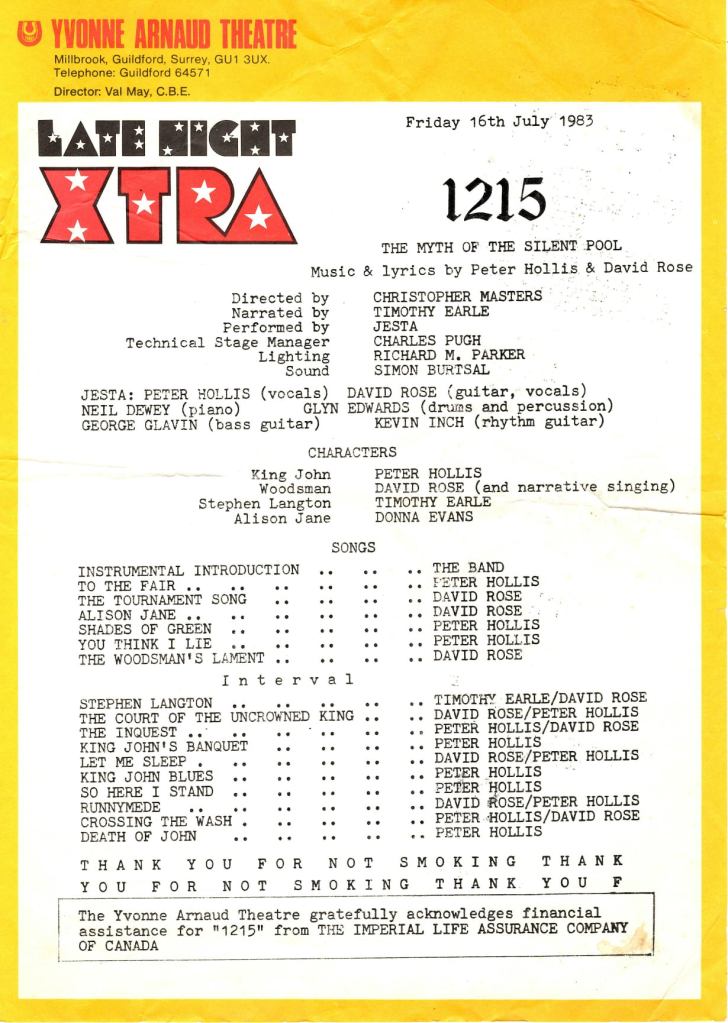 YVONNE ARNAUD THEATRE
Millbrook, Guildford, Surrey, GU1 3UX.
Telephone: Guildford 64571
Director: Val May, C.B.E.
LATE NIGHT
XTRA
Friday 16th July 1983
1215
THE MYTH OF THE SILENT POOL
Music & lyrics by Peter Hollis & David Rose
Directed by CHRISTOPHER MASTERS
Narrated by TIMOTHY EARLE
Performed by JESTA
Technical Stage Manager CHARLES PUGH
Lighting RICHARD M. PARKER
Sound SIMON BURTSAL
JESTA: PETER HOLLIS (vocals) DAVID ROSE (guitar, vocals)
NEIL DEWEY (piano) GLYN EDWARDS (drums and percussion)
GEORGE GLAVIN (bass guitar) KEVIN INCH (rhythm guitar)
CHARACTERS
King John PETER HOLLIS
Woodsman DAVID ROSE (and narrative singing)
Stephen Langton TIMOTHY EARLE
Alison Jane DONNA EVANS
SONGS
INSTRUMENTAL INTRODUCTION .. .. .. THE BAND
TO THE FAIR .. .. .. .. .. .. PETER HOLLIS
THE TOURNAMENT SONG .. .. .. .. DAVID ROSE
ALISON JANE .. .. .. .. .. .. DAVID ROSE
SHADES OF GREEN .. .. .. .. .. PETER HOLLIS
YOU THINK I LIE .. .. .. .. .. PETER HOLLIS
THE WOODSMAN'S LAMENT .. .. .. .. DAVID ROSE
Interval
STEPHEN LANGTON .. .. .. .. .. TIMOTHY EARLE/DAVID ROSE
THE COURT OF THE UNCROWNED KING .. .. .. DAVID ROSE/PETER HOLLIS
THE INQUEST .. .. .. .. .. .. PETER HOLLIS/DAVID ROSE
KING JOHN'S BANQUET .. .. .. .. PETER HOLLIS
LET ME SLEEP . .. .. .. .. .. DAVID ROSE/PETER HOLLIS
KING JOHN BLUES .. .. .. .. .. PETER HOLLIS
SO HERE I STAND .. .. .. .. .. PETER HOLLIS
RUNNYMEDE .. .. .. .. .. .. DAVID ROSE/PETER HOLLIS
CROSSING THE WASH . .. .. .. .. PETER HOLLIS/DAVID ROSE
DEATH OF JOHN .. .. .. .. .. PETER HOLLIS
THANK YOU FOR NOT SMOKING THANK
YOU FOR NOT SMOKING THANK YOU F
The Yvonne Arnaud Theatre gratefully acknowledges financial
assistance for "1215" from THE IMPERIAL LIFE ASSURANCE COMPANY
OF CANADA